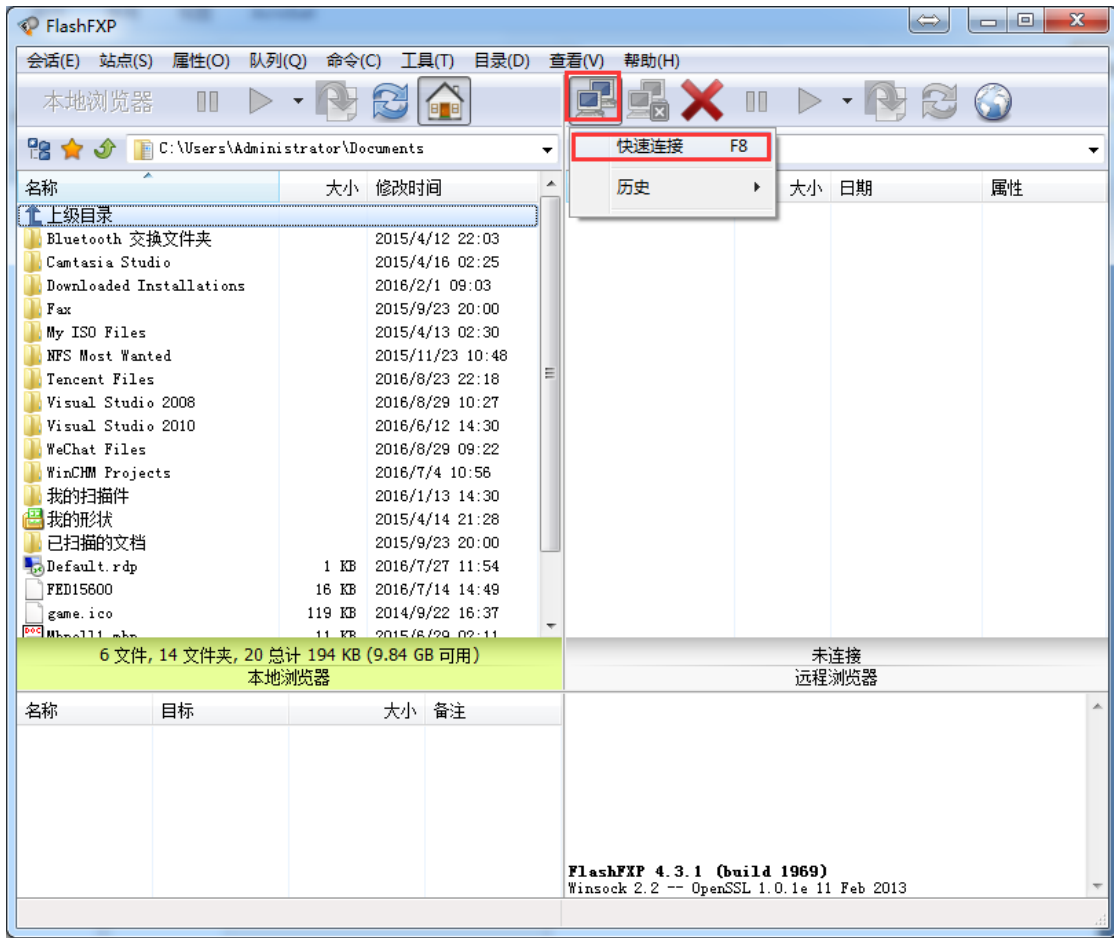 FlashFXP
会话(E) 站点(S) 属性(O) 队列(Q) 命令(C) 工具(T) 目录(D) 查看(V) 帮助(H)
本地浏览器
C:\Users\Administrator\Documents
快速连接 F8
历史
名称 大小 修改时间
大小 日期 属性
上级目录
Bluetooth 交换文件夹 2015/4/12 22:03
Camtasia Studio 2015/4/16 02:25
Downloaded Installations 2016/2/1 09:03
Fax 2015/9/23 20:00
My ISO Files 2015/4/13 02:30
NFS Most Wanted 2015/11/23 10:48
Tencent Files 2016/8/23 22:18
Visual Studio 2008 2016/8/29 10:27
Visual Studio 2010 2016/6/12 14:30
WeChat Files 2016/8/29 09:22
WinCHM Projects 2016/7/4 10:56
我的扫描件 2016/1/13 14:30
我的形状 2015/4/14 21:28
已扫描的文档 2015/9/23 20:00
Default.rdp 1 KB 2016/7/27 11:54
FED15600 16 KB 2016/7/14 14:49
game.ico 119 KB 2014/9/22 16:37
11 KB 2015/6/29 02:11
6 文件, 14 文件夹, 20 总计 194 KB (9.84 GB 可用)
本地浏览器
未连接
远程浏览器
名称 目标 大小 备注
FlashFXP 4.3.1 (build 1969)
Winsock 2.2 -- OpenSSL 1.0.1e 11 Feb 2013